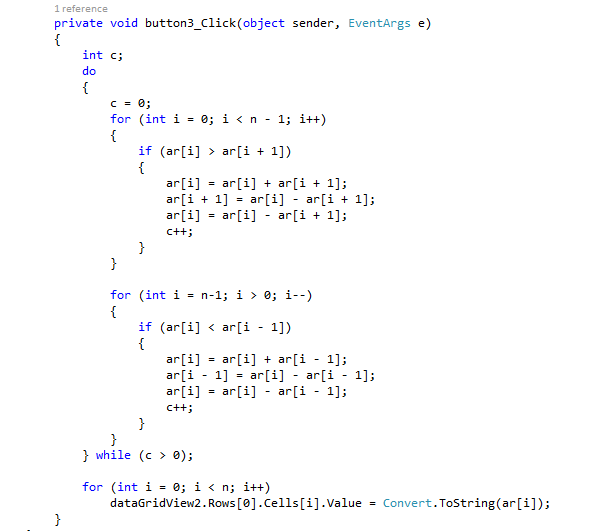 1 reference
private void button3_Click(object sender, EventArgs e)
{
    int c;
    do
    {
        c = 0;
        for (int i = 0; i < n - 1; i++)
        {
            if (ar[i] > ar[i + 1])
            {
                ar[i] = ar[i] + ar[i + 1];
                ar[i + 1] = ar[i] - ar[i + 1];
                ar[i] = ar[i] - ar[i + 1];
                c++;
            }
        }

        for (int i = n-1; i > 0; i--)
        {
            if (ar[i] < ar[i - 1])
            {
                ar[i] = ar[i] + ar[i - 1];
                ar[i - 1] = ar[i] - ar[i - 1];
                ar[i] = ar[i] - ar[i - 1];
                c++;
            }
        }
    } while (c > 0);

    for (int i = 0; i < n; i++)
        dataGridView2.Rows[0].Cells[i].Value = Convert.ToString(ar[i]);
}